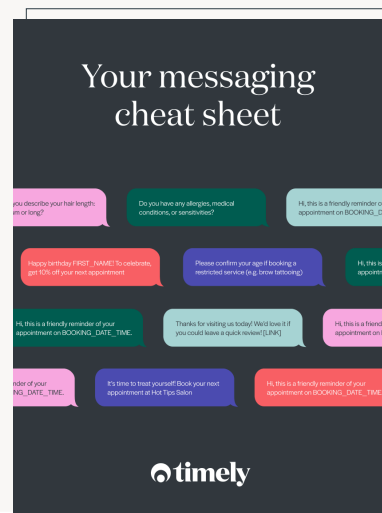 Your messaging
cheat sheet
you describe your hair length:
or long?
Do you have any allergies, medical
conditions, or sensitivities?
Hi, this is a friendly reminder
appointment on
Happy birthday FIRST_NAME! To celebrate,
get 10% off your next appointment
Please confirm your age if booking a
restricted service (e.g. brow tattooing)
Hi, this is
Hi, this is a friendly reminder of your
appointment on BOOKING_DATE_TIME.
Thanks for visiting us today! We'd love it if
you could leave a quick review! [LINK]
Hi, this is a
appointment on
of your
It's time to treat yourself! Book your next
appointment at Hot Tips Salon
Hi, this is a friendly reminder of your
appointment on BOOKING_DATE_TIME
timely